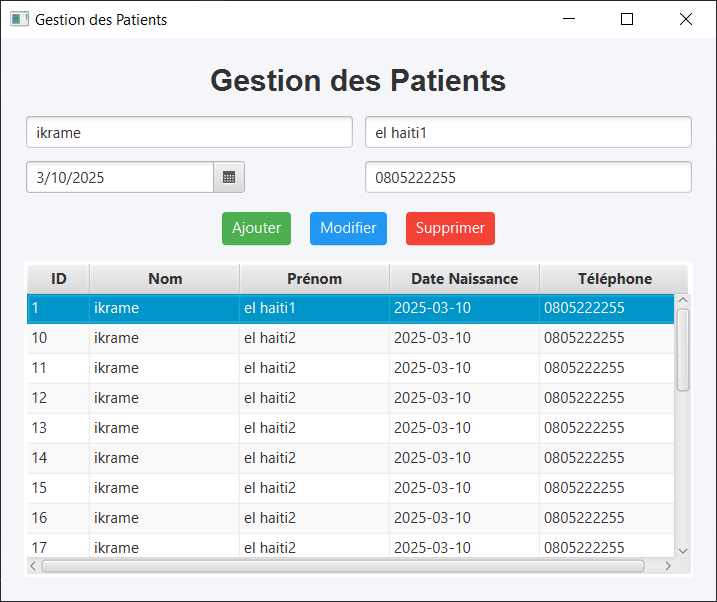 Gestion des Patients
Gestion des Patients
ikrame el haiti1
3/10/2025 0805222255
Ajouter Modifier Supprimer
ID Nom Prénom Date Naissance Téléphone
1 ikrame el haiti1 2025-03-10 0805222255
10 ikrame el haiti2 2025-03-10 0805222255
11 ikrame el haiti2 2025-03-10 0805222255
12 ikrame el haiti2 2025-03-10 0805222255
13 ikrame el haiti2 2025-03-10 0805222255
14 ikrame el haiti2 2025-03-10 0805222255
15 ikrame el haiti2 2025-03-10 0805222255
16 ikrame el haiti2 2025-03-10 0805222255
17 ikrame el haiti2 2025-03-10 0805222255